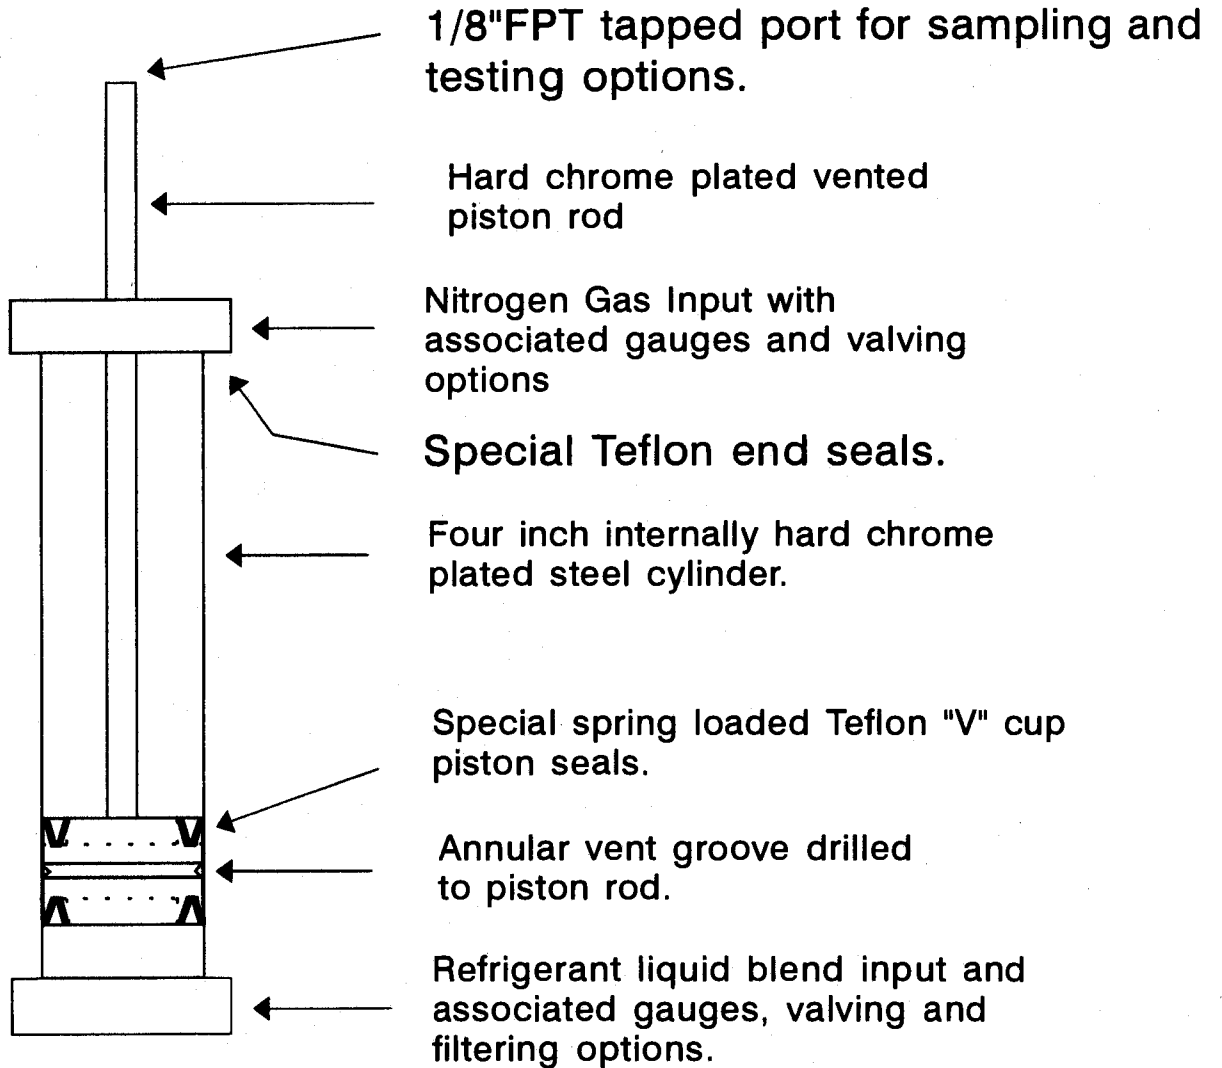 1/8"FPT tapped port for sampling and
testing options.
Hard chrome plated vented
piston rod
Nitrogen Gas Input with
associated gauges and valving
options
Special Teflon end seals.
Four inch internally hard chrome
plated steel cylinder.
Special spring loaded Teflon "V" cup
piston seals.
Annular vent groove drilled
to piston rod.
Refrigerant liquid blend input and
associated gauges, valving and
filtering options.